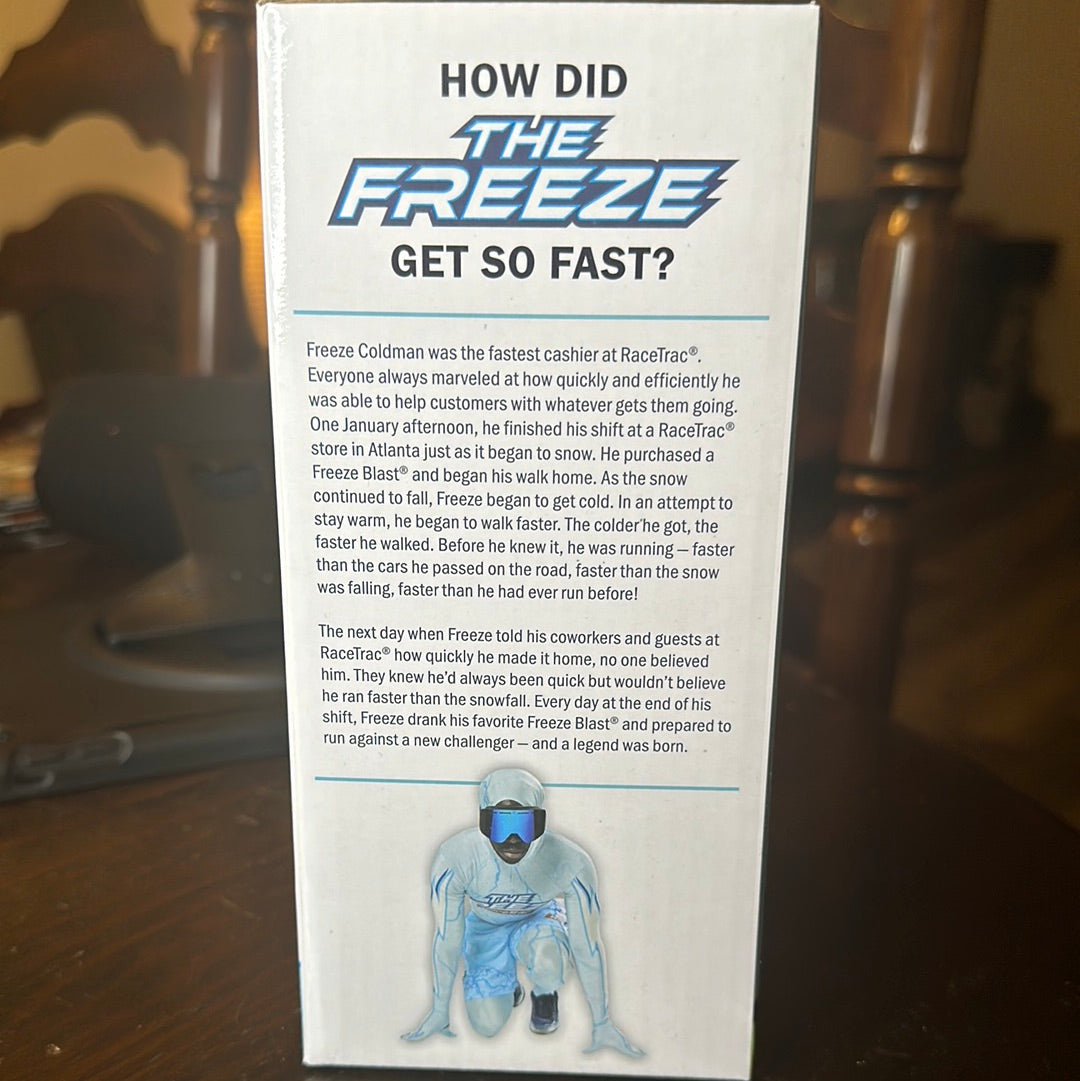 HOW DID
THE
FREEZE
GET SO FAST?
Freeze Coldman was the fastest cashier at RaceTrac®.
Everyone always marveled at how quickly and efficiently he
was able to help customers with whatever gets them going.
One January afternoon, he finished his shift at a RaceTrac®
store in Atlanta just as it began to snow. He purchased a
Freeze Blast® and began his walk home. As the snow
continued to fall, Freeze began to get cold. In an attempt to
stay warm, he began to walk faster. The colder he got, the
faster he walked. Before he knew it, he was running — faster
than the cars he passed on the road, faster than the snow
was falling, faster than he had ever run before!
The next day when Freeze told his coworkers and guests at
RaceTrac® how quickly he made it home, no one believed
him. They knew he'd always been quick but wouldn't believe
he ran faster than the snowfall. Every day at the end of his
shift, Freeze drank his favorite Freeze Blast® and prepared to
run against a new challenger — and a legend was born.